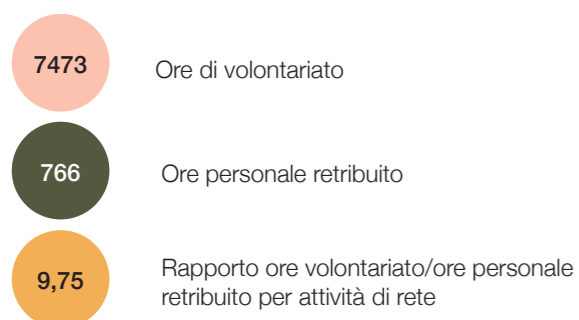 7473
Ore di volontariato
766
Ore personale retribuito
9,75
Rapporto ore volontariato/ore personale
retribuito per attività di rete